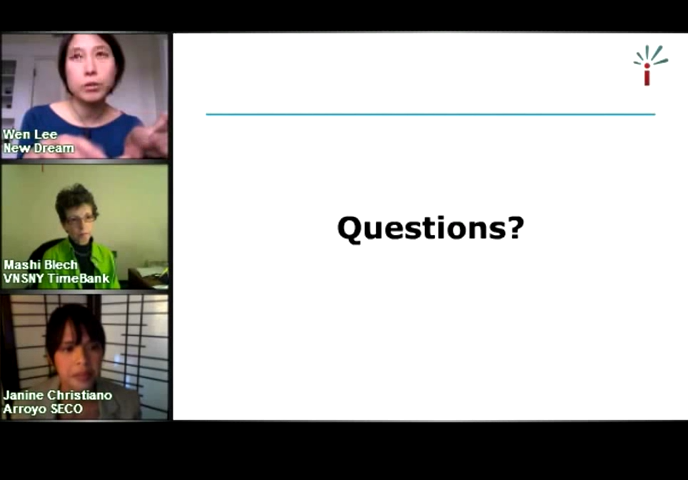 Wen Lee
New Dream
Questions?
Mashi Blech
VNSNY TimeBank
Janine Christiano
Arroyo SECO